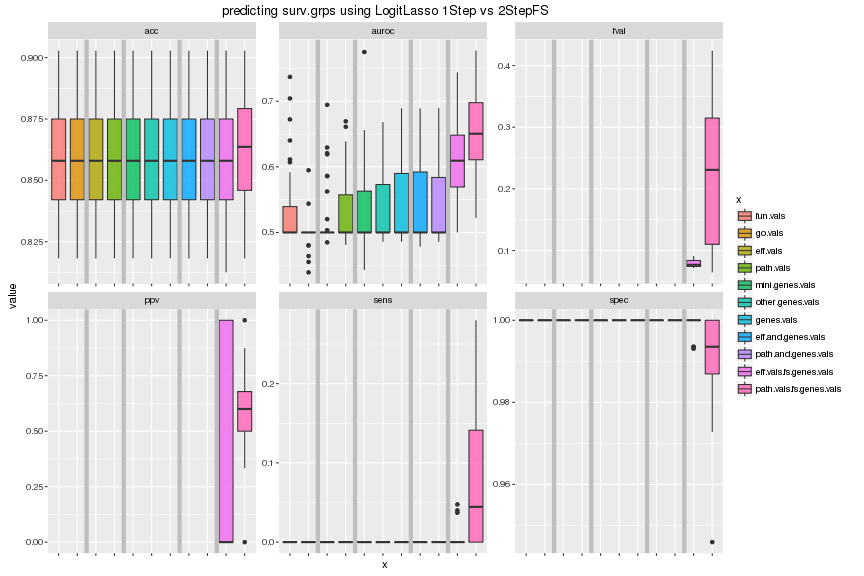 predicting surv.grps using LogitLasso 1Step vs 2StepFS
acc
auroc
fval
0.900
0.875
0.850
0.825
0.7
0.6
0.5
0.4
0.3
0.2
0.1
value
ppv
sens
spec
1.00
0.75
0.50
0.25
0.00
0.2
0.1
0.0
1.00
0.98
0.96
x
x
fun.vals
go.vals
eff.vals
path.vals
mini.genes.vals
other.genes.vals
genes.vals
eff.and.genes.vals
path.and.genes.vals
eff.vals.fs.genes.vals
path.vals.fs.genes.vals